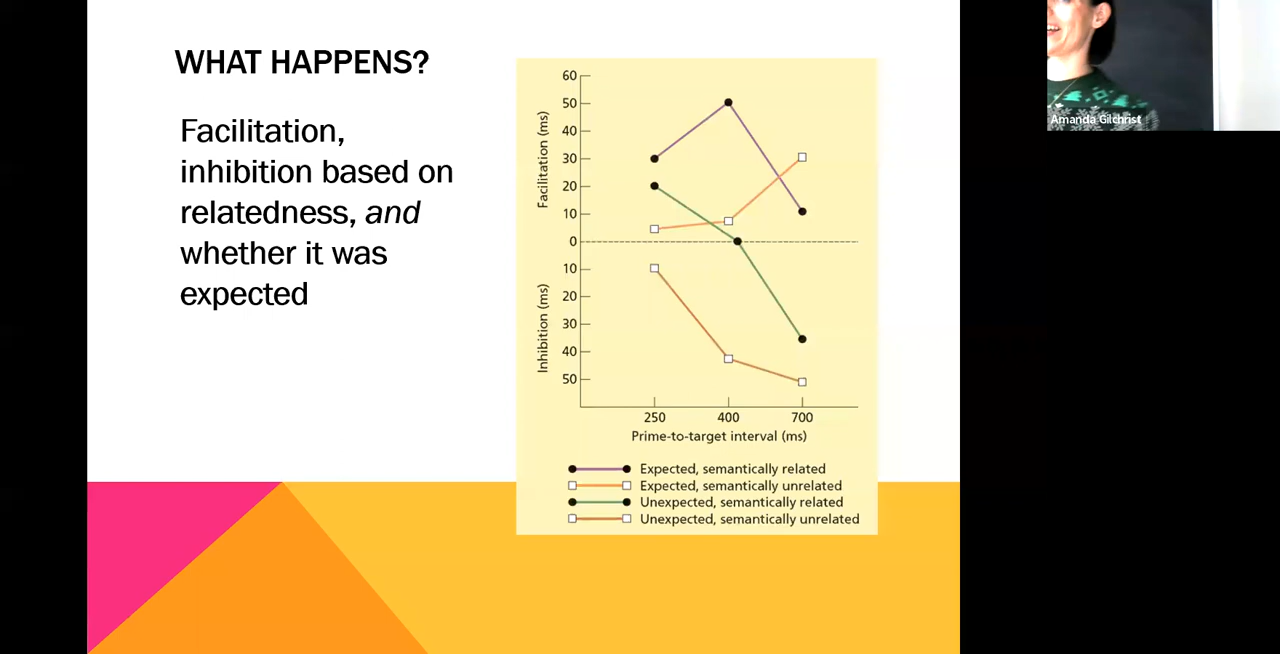 WHAT HAPPENS?
Facilitation,
inhibition based on
relatedness, and
whether it was
expected
Facilitation (ms)
60
50
40
30
20
10
0
10
20
30
40
50
Inhibition (ms)
250 400 700
Prime-to-target interval (ms)
Expected, semantically related
Expected, semantically unrelated
Unexpected, semantically related
Unexpected, semantically unrelated
Amanda Gilchrist